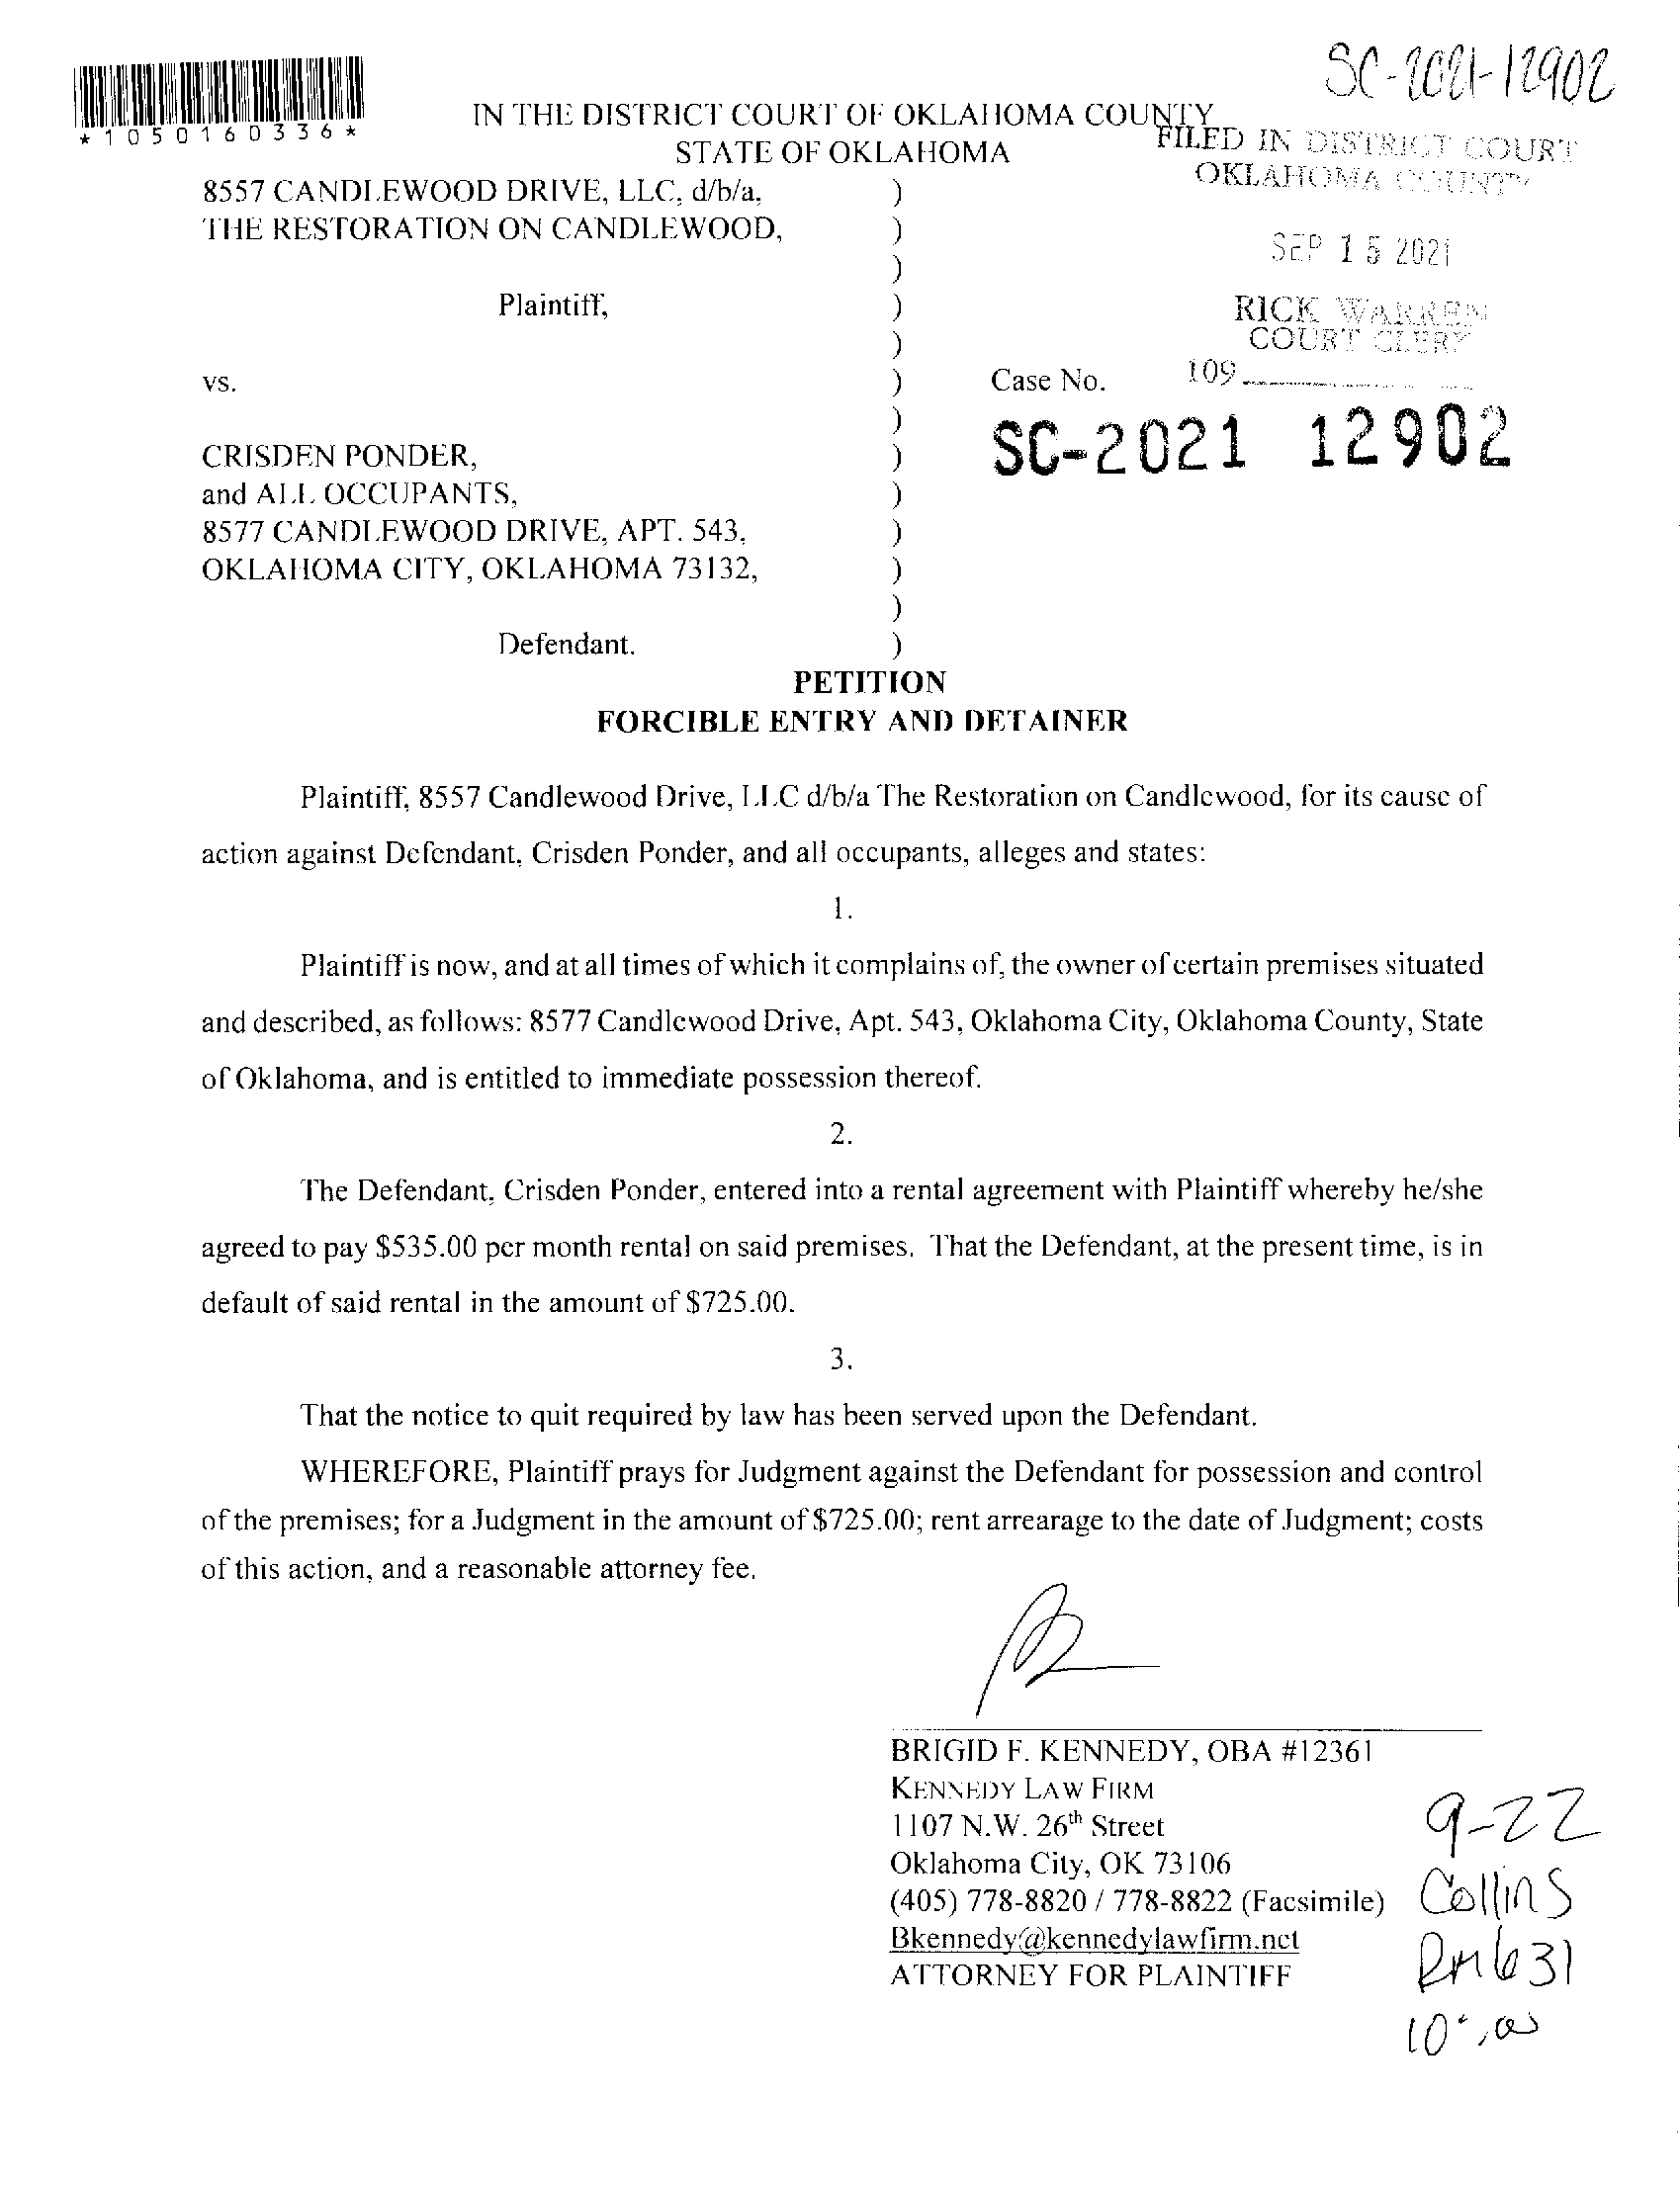 SC-2021-12902
*1050160336*
IN THE DISTRICT COURT OF OKLAHOMA COUNTY
STATE OF OKLAHOMA
FILED IN DISTRICT COURT
OKLAHOMA COUNTY
8557 CANDLEWOOD DRIVE, LLC, d/b/a, )
THE RESTORATION ON CANDLEWOOD, )
)
SEP 15 2021
Plaintiff, )
RICK WARREN
COURT CLERK
)
vs. ) Case No. 109
)
SC-2021 12902
CRISDEN PONDER, )
and ALL OCCUPANTS, )
8577 CANDLEWOOD DRIVE, APT. 543, )
OKLAHOMA CITY, OKLAHOMA 73132, )
)
Defendant. )
PETITION
FORCIBLE ENTRY AND DETAINER
Plaintiff, 8557 Candlewood Drive, LLC d/b/a The Restoration on Candlewood, for its cause of
action against Defendant, Crisden Ponder, and all occupants, alleges and states:
1.
Plaintiff is now, and at all times of which it complains of, the owner of certain premises situated
and described, as follows: 8577 Candlewood Drive, Apt. 543, Oklahoma City, Oklahoma County, State
of Oklahoma, and is entitled to immediate possession thereof.
2.
The Defendant, Crisden Ponder, entered into a rental agreement with Plaintiff whereby he/she
agreed to pay $535.00 per month rental on said premises. That the Defendant, at the present time, is in
default of said rental in the amount of $725.00.
3.
That the notice to quit required by law has been served upon the Defendant.
WHEREFORE, Plaintiff prays for Judgment against the Defendant for possession and control
of the premises; for a Judgment in the amount of $725.00; rent arrearage to the date of Judgment; costs
of this action, and a reasonable attorney fee.
BRIGID F. KENNEDY, OBA #12361
KENNEDY LAW FIRM
1107 N.W. 26th Street
Oklahoma City, OK 73106
(405) 778-8820 / 778-8822 (Facsimile)
Bkennedy@kennedylawfirm.net
ATTORNEY FOR PLAINTIFF
9-22
Collins
RM631